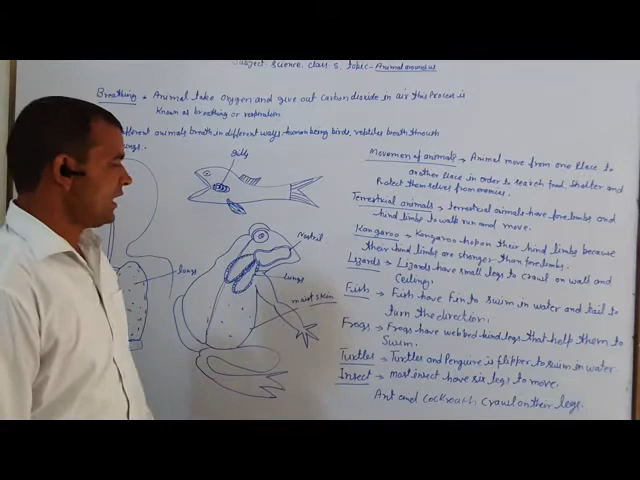 Subject. Science. Class 5. topic - Animal around us
Breathing → Animal take oxygen and give out carbon dioxide in air this Process is
Known as breathing or respiration
different animals breath in different ways. human being birds, reptiles breath through
lungs.
gills
Nostril
lungs
lungs
moist skin
Movement of animals → Animal move from one Place to
another Place in order to search food, shelter and
Protect themselves from enemies.
Terrestrial animals → terrestrial animals have fore limbs and
hind limbs to walk run and move.
Kangaroo → Kangaroo hop on their hind limbs because
their hind limbs are stronger than fore limbs.
Lizards → Lizards have small legs to crawl on wall and
Ceiling.
Fish → Fish have fin to swim in water and tail to
turn the direction.
Frogs → Frogs have webbed hind legs that help them to
Swim.
Turtles → Turtles and Penguine is flipper to swim in water.
Insect → most insect have six legs to move.
Ant and cockroach crawl on their legs.